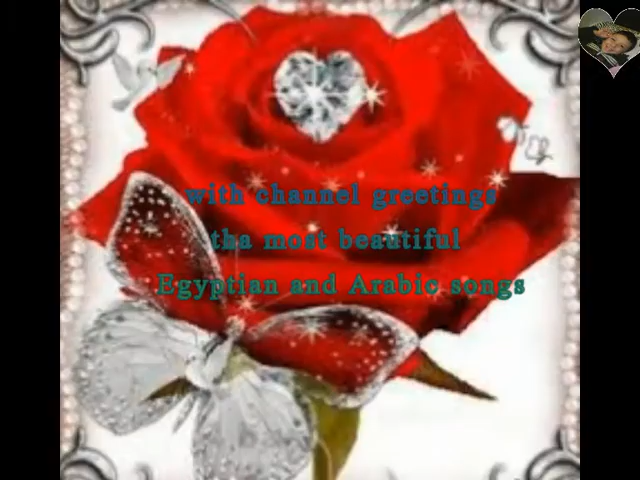 with channel greetings
tha most beautiful
Egyptian and Arabic songs